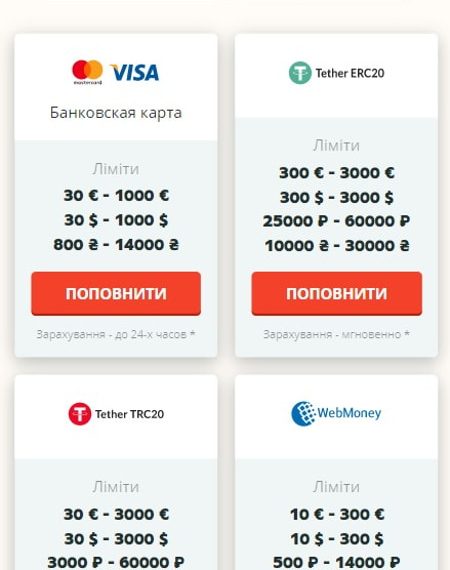 mastercard VISA
Банковская карта
Ліміти
30 € - 1000 €
30 $ - 1000 $
800 ₴ - 14000 ₴
ПОПОВНИТИ
Зарахування - до 24-х часов *
Tether ERC20
Ліміти
300 € - 3000 €
300 $ - 3000 $
25000 ₽ - 60000 ₽
10000 ₴ - 30000 ₴
ПОПОВНИТИ
Зарахування - мгновенно *
Tether TRC20
Ліміти
30 € - 3000 €
30 $ - 3000 $
3000 ₽ - 60000 ₽
WebMoney
Ліміти
10 € - 300 €
10 $ - 300 $
500 ₽ - 14000 ₽